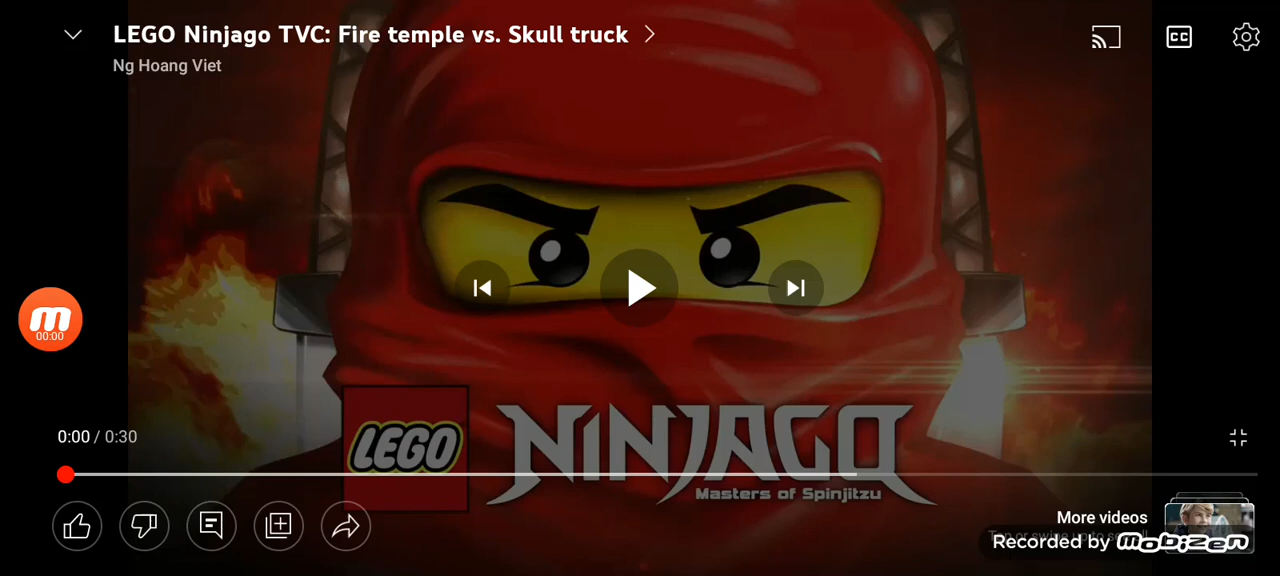 LEGO Ninjago TVC: Fire temple vs. Skull truck
Ng Hoang Viet
CC
m
00:00
LEGO
NINJAGO
Masters of Spinjitzu
0:00 / 0:30
More videos
Recorded by mobizen